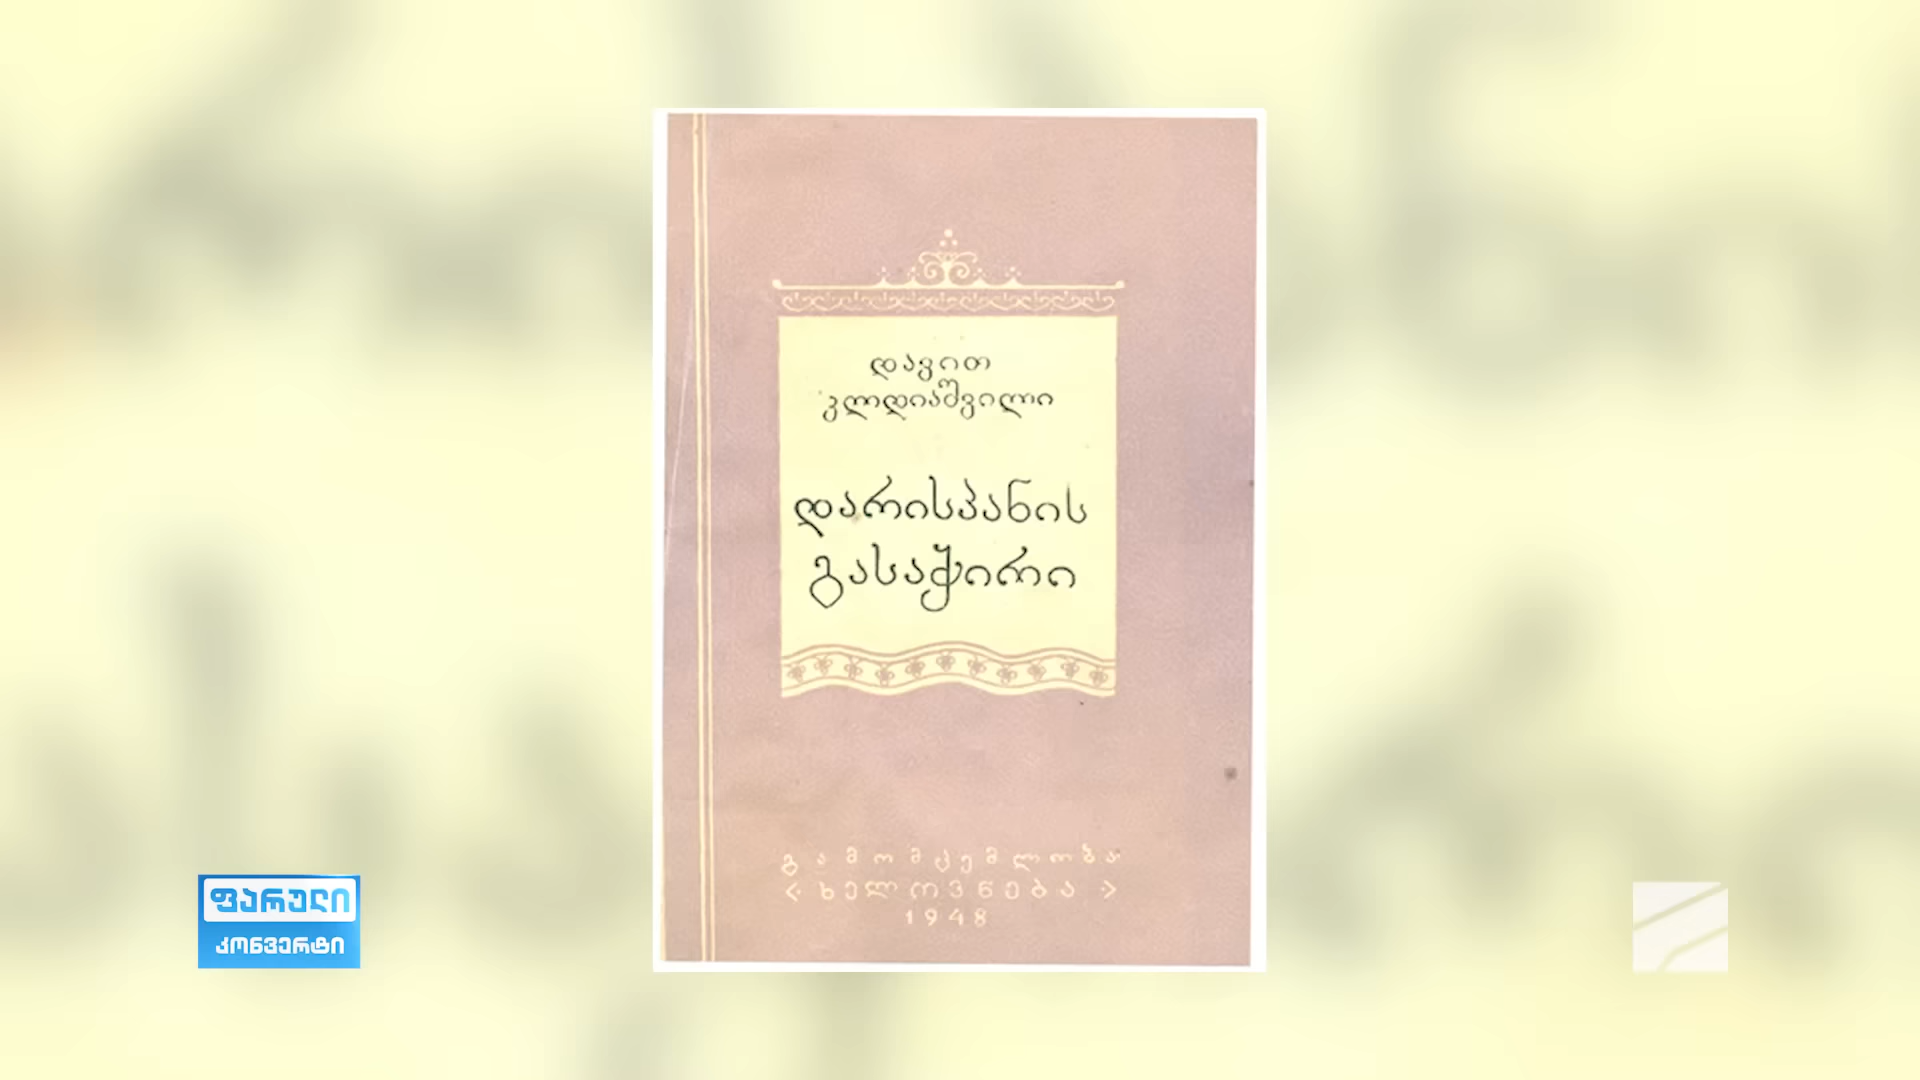 დავით
კლდიაშვილი
დარისპანის
გასაჭირი
გამომცემლობა
<ხელოვნება>
1948
ფარული
კონვერტი